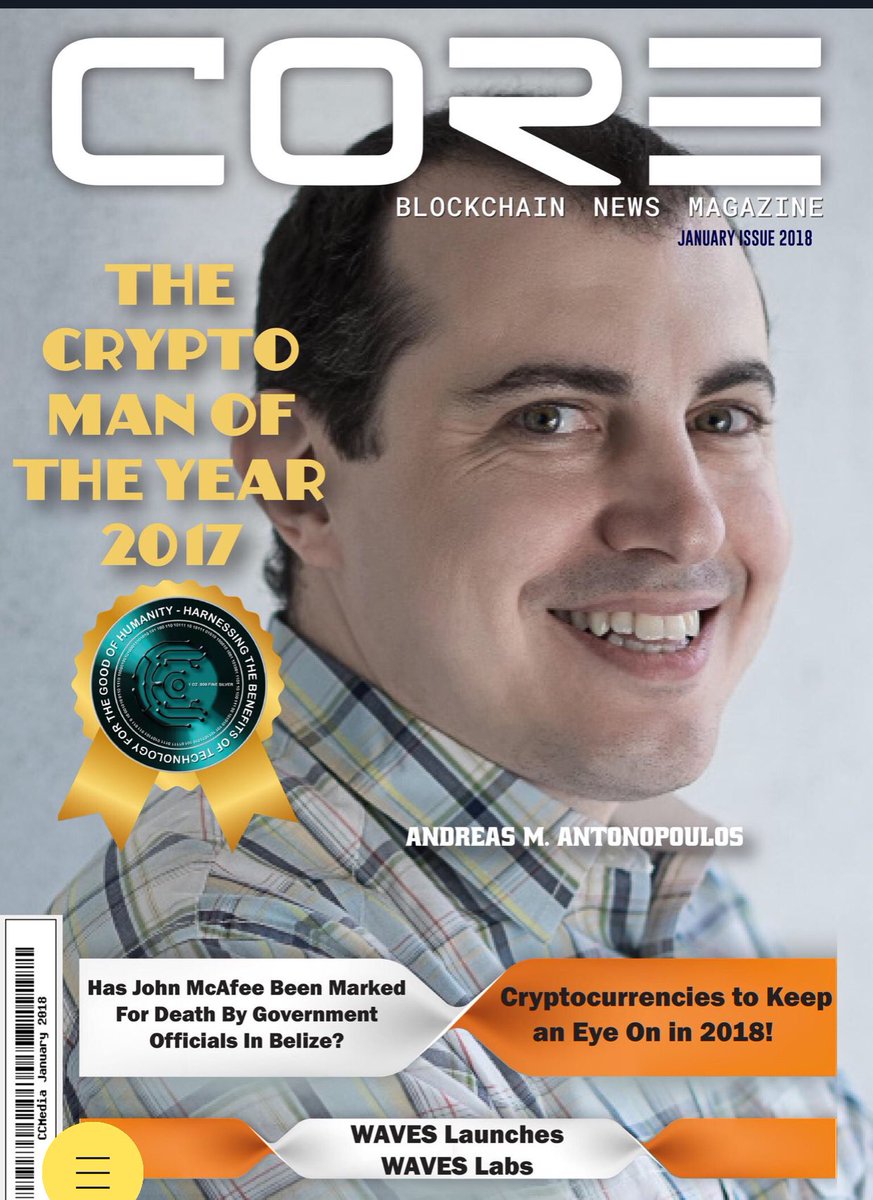 CORE
BLOCKCHAIN NEWS MAGAZINE
JANUARY ISSUE 2018
THE
CRYPTO
MAN OF
THE YEAR
2017
HARNESSING THE BENEFITS OF TECHNOLOGY FOR THE GOOD OF HUMANITY -
1 OZ .999 FINE SILVER
ANDREAS M. ANTONOPOULOS
Has John McAfee Been Marked
For Death By Government
Officials In Belize?
Cryptocurrencies to Keep
an Eye On in 2018!
WAVES Launches
WAVES Labs
CCMedia January 2018